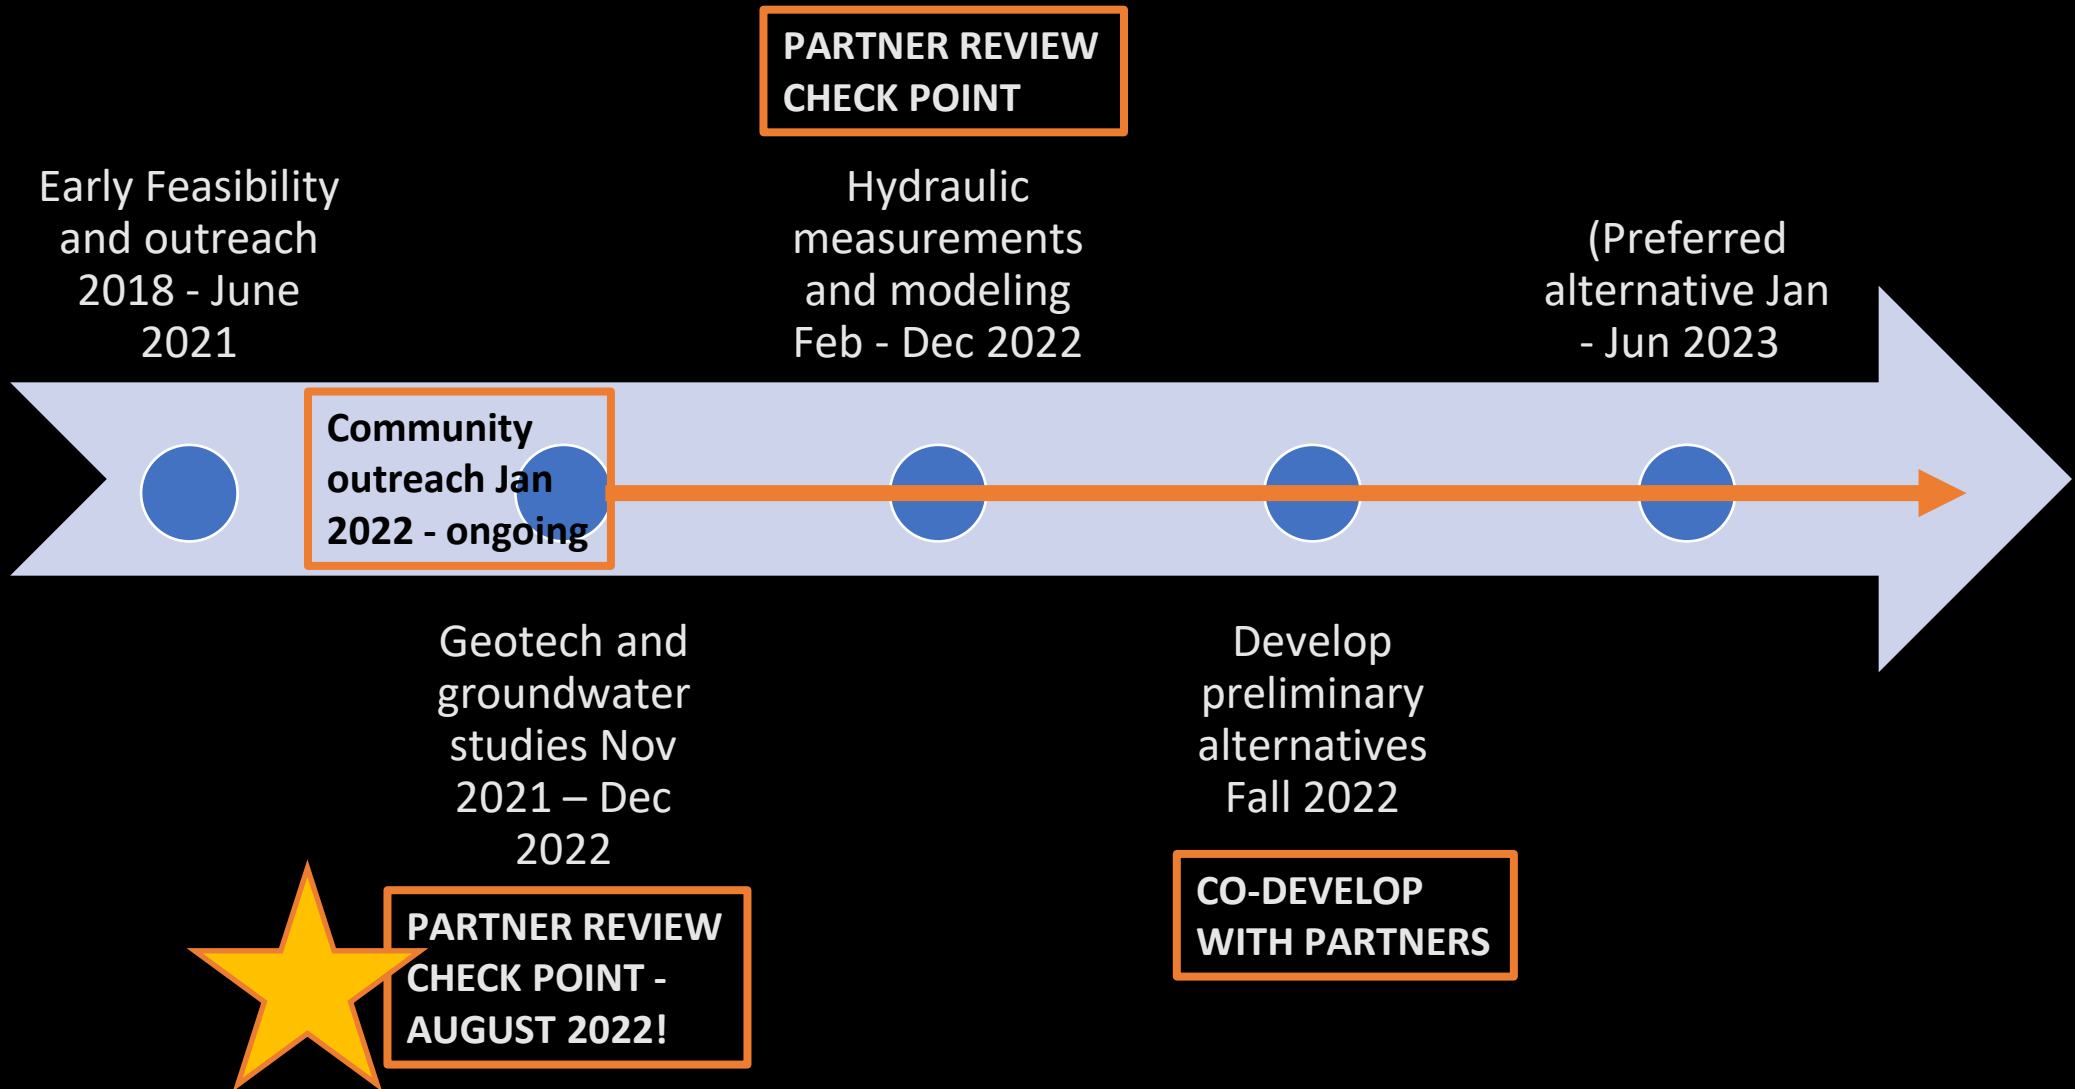 PARTNER REVIEW
CHECK POINT
Early Feasibility
and outreach
2018 - June
2021
Hydraulic
measurements
and modeling
Feb - Dec 2022
(Preferred
alternative Jan
- Jun 2023
Community
outreach Jan
2022 - ongoing
Geotech and
groundwater
studies Nov
2021 – Dec
2022
PARTNER REVIEW
CHECK POINT -
AUGUST 2022!
Develop
preliminary
alternatives
Fall 2022
CO-DEVELOP
WITH PARTNERS